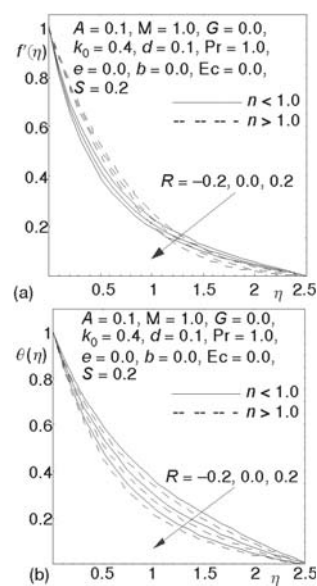 A = 0.1, M = 1.0, G = 0.0,
k₀ = 0.4, d = 0.1, Pr = 1.0,
e = 0.0, b = 0.0, Ec = 0.0,
S = 0.2
1
f′(η)
0.8
0.6
0.4
0.2
n < 1.0
n > 1.0
R = −0.2, 0.0, 0.2
(a)
0.5 1 1.5 2 η 2.5
A = 0.1, M = 1.0, G = 0.0,
k₀ = 0.4, d = 0.1, Pr = 1.0,
e = 0.0, b = 0.0, Ec = 0.0,
S = 0.2
1
θ(η)
0.8
0.6
0.4
0.2
n < 1.0
n > 1.0
R = −0.2, 0.0, 0.2
(b)
0.5 1 1.5 2 η 2.5